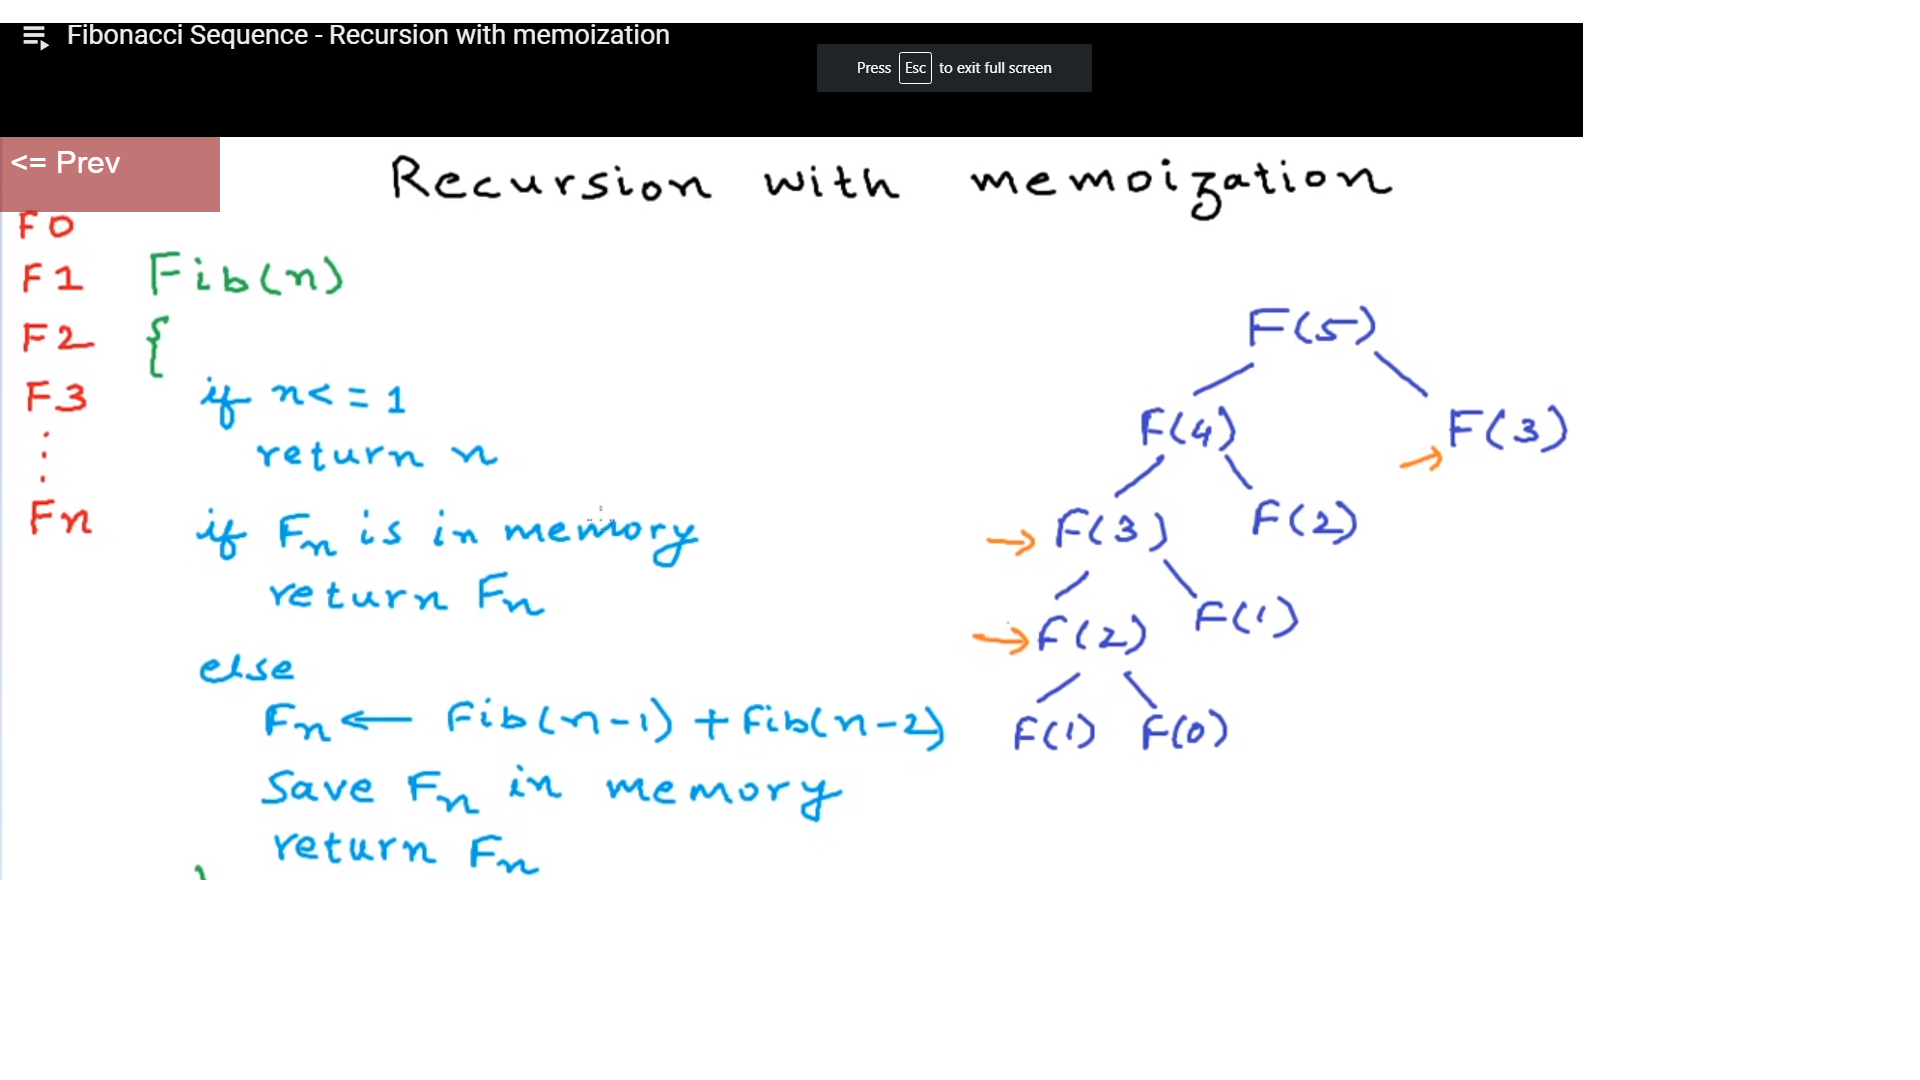 Fibonacci Sequence - Recursion with memoization
Press Esc to exit full screen
<= Prev
Recursion with memoization
F0
F1
F2
F3
Fn
Fib(n)
{
if n<=1
return n
if Fn is in memory
return Fn
else
Fn ← Fib(n-1) + Fib(n-2)
Save Fn in memory
return Fn
F(5)
F(4) F(3)
F(3) F(2)
F(2) F(1)
F(1) F(0)